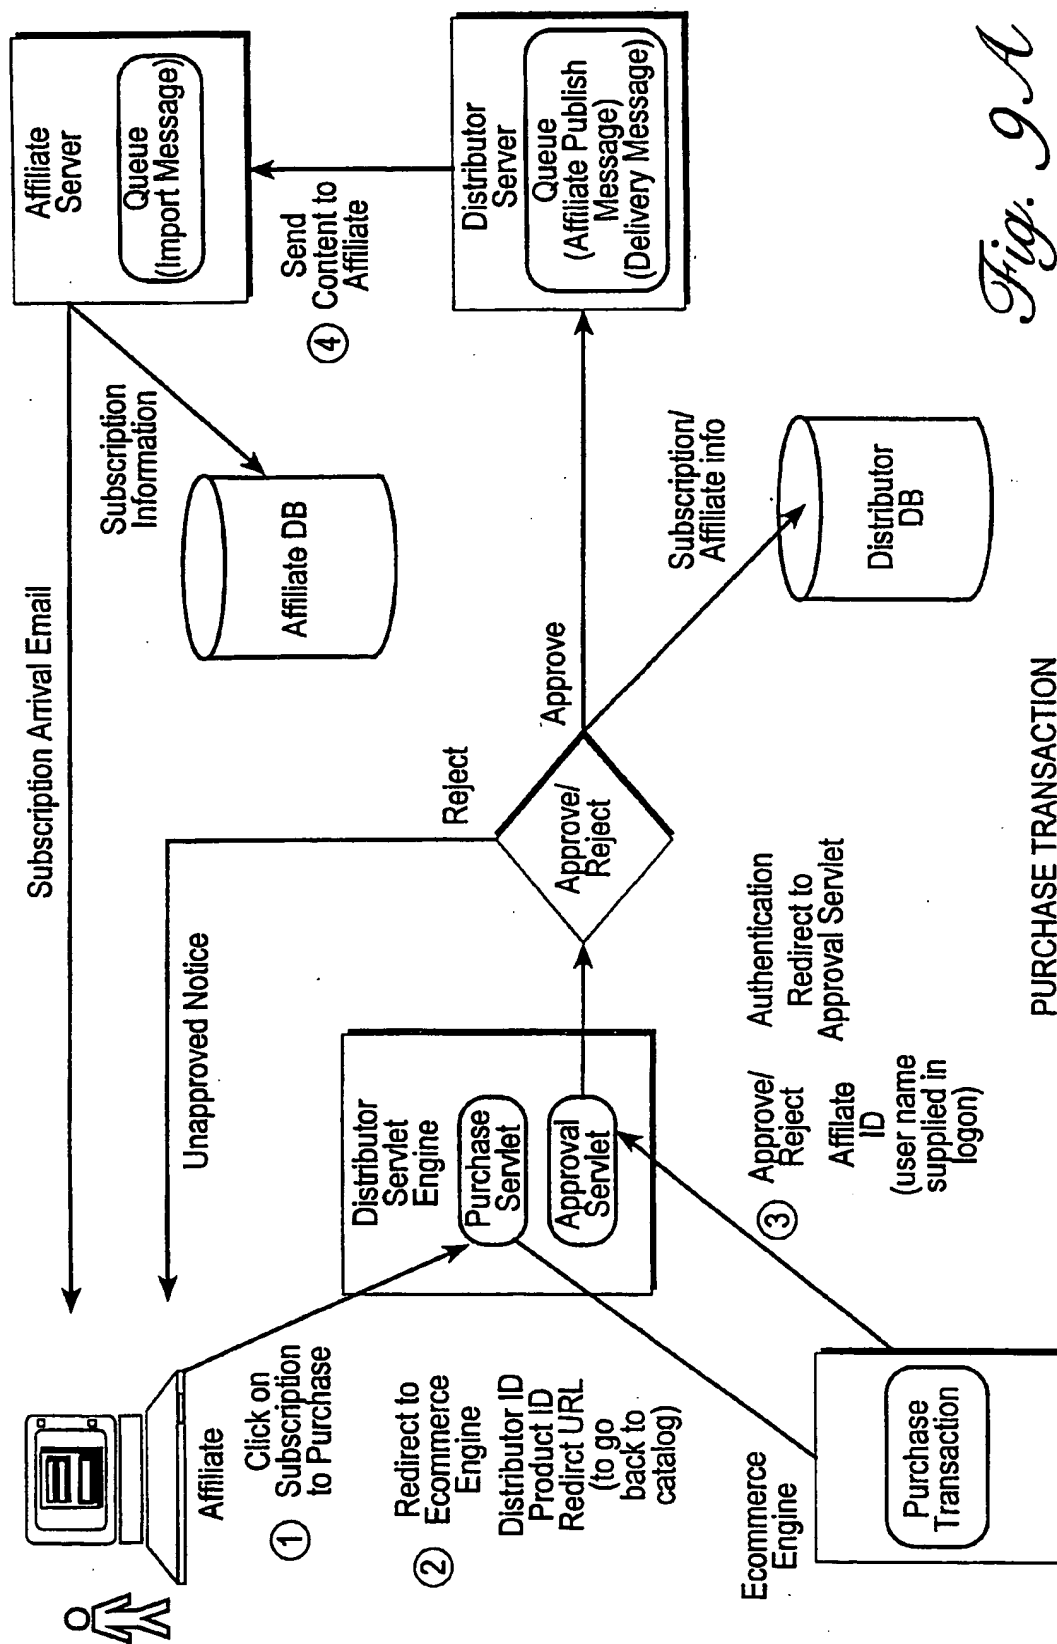 Affiliate
① Click on
Subscription
to Purchase
② Redirect to
Ecommerce
Engine
Distributor ID
Product ID
Redirct URL
(to go
back to
catalog)
Ecommerce
Engine
Purchase
Transaction
Subscription Arrival Email
Unapproved Notice
Distributor
Servlet
Engine
Purchase
Servlet
Approval
Servlet
③ Approve/
Reject
Affilate
ID
(user name
supplied in
logon)
Authentication
Redirect to
Approval Servlet
Reject
Approve/
Reject
Approve
Subscription
Information
Affiliate DB
Subscription/
Affiliate info
Distributor
DB
Affiliate
Server
Queue
(Import Message)
④ Send
Content to
Affiliate
Distributor
Server
Queue
(Affiliate Publish
Message)
(Delivery Message)
PURCHASE TRANSACTION
Fig. 9A